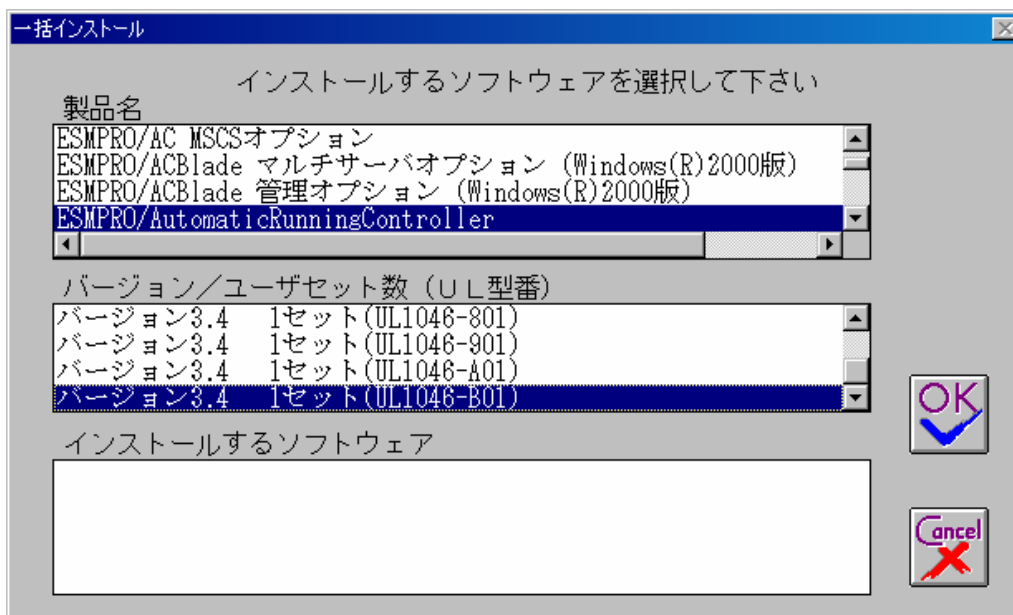 一括インストール
インストールするソフトウェアを選択して下さい
製品名
ESMPRO/AC MSCSオプション
ESMPRO/ACBlade マルチサーバオプション (Windows(R)2000版)
ESMPRO/ACBlade 管理オプション (Windows(R)2000版)
ESMPRO/AutomaticRunningController
バージョン／ユーザセット数（ＵＬ型番）
バージョン3.4 1セット(UL1046-801)
バージョン3.4 1セット(UL1046-901)
バージョン3.4 1セット(UL1046-A01)
バージョン3.4 1セット(UL1046-B01)
OK
インストールするソフトウェア
Cancel